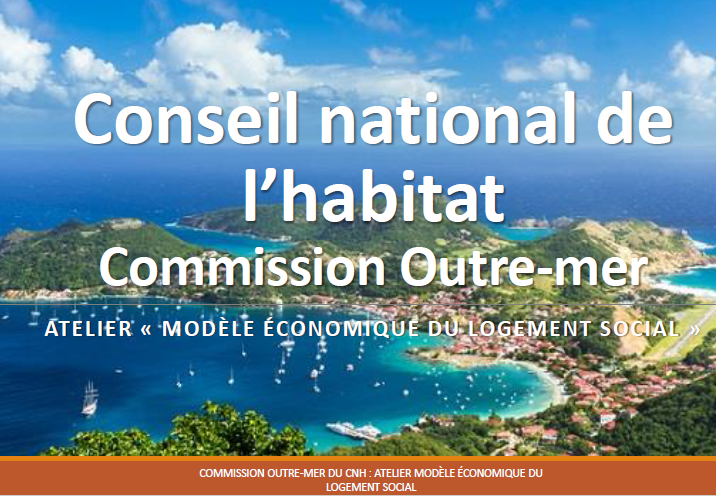 Conseil national de
l’habitat
Commission Outre-mer
ATELIER « MODÈLE ÉCONOMIQUE DU LOGEMENT SOCIAL »
COMMISSION OUTRE-MER DU CNH : ATELIER MODÈLE ÉCONOMIQUE DU
LOGEMENT SOCIAL